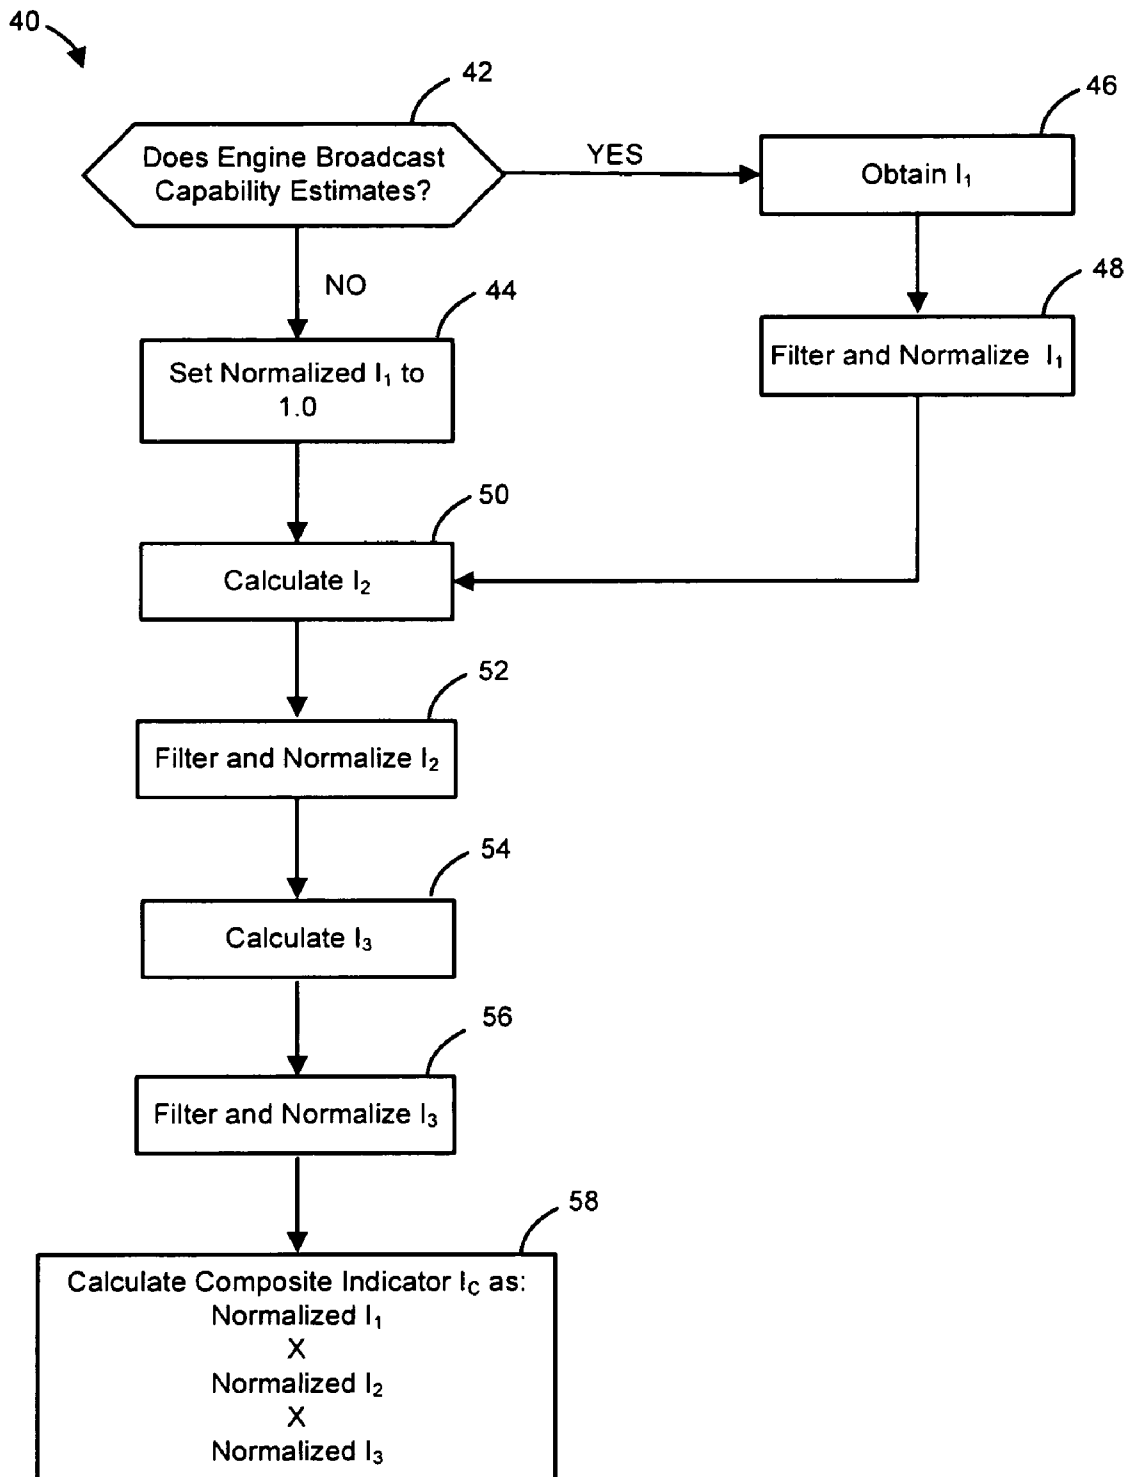 40
42
Does Engine Broadcast
Capability Estimates?
YES
46
Obtain I₁
NO
44
Set Normalized I₁ to
1.0
48
Filter and Normalize I₁
50
Calculate I₂
52
Filter and Normalize I₂
54
Calculate I₃
56
Filter and Normalize I₃
58
Calculate Composite Indicator I_C as:
Normalized I₁
X
Normalized I₂
X
Normalized I₃